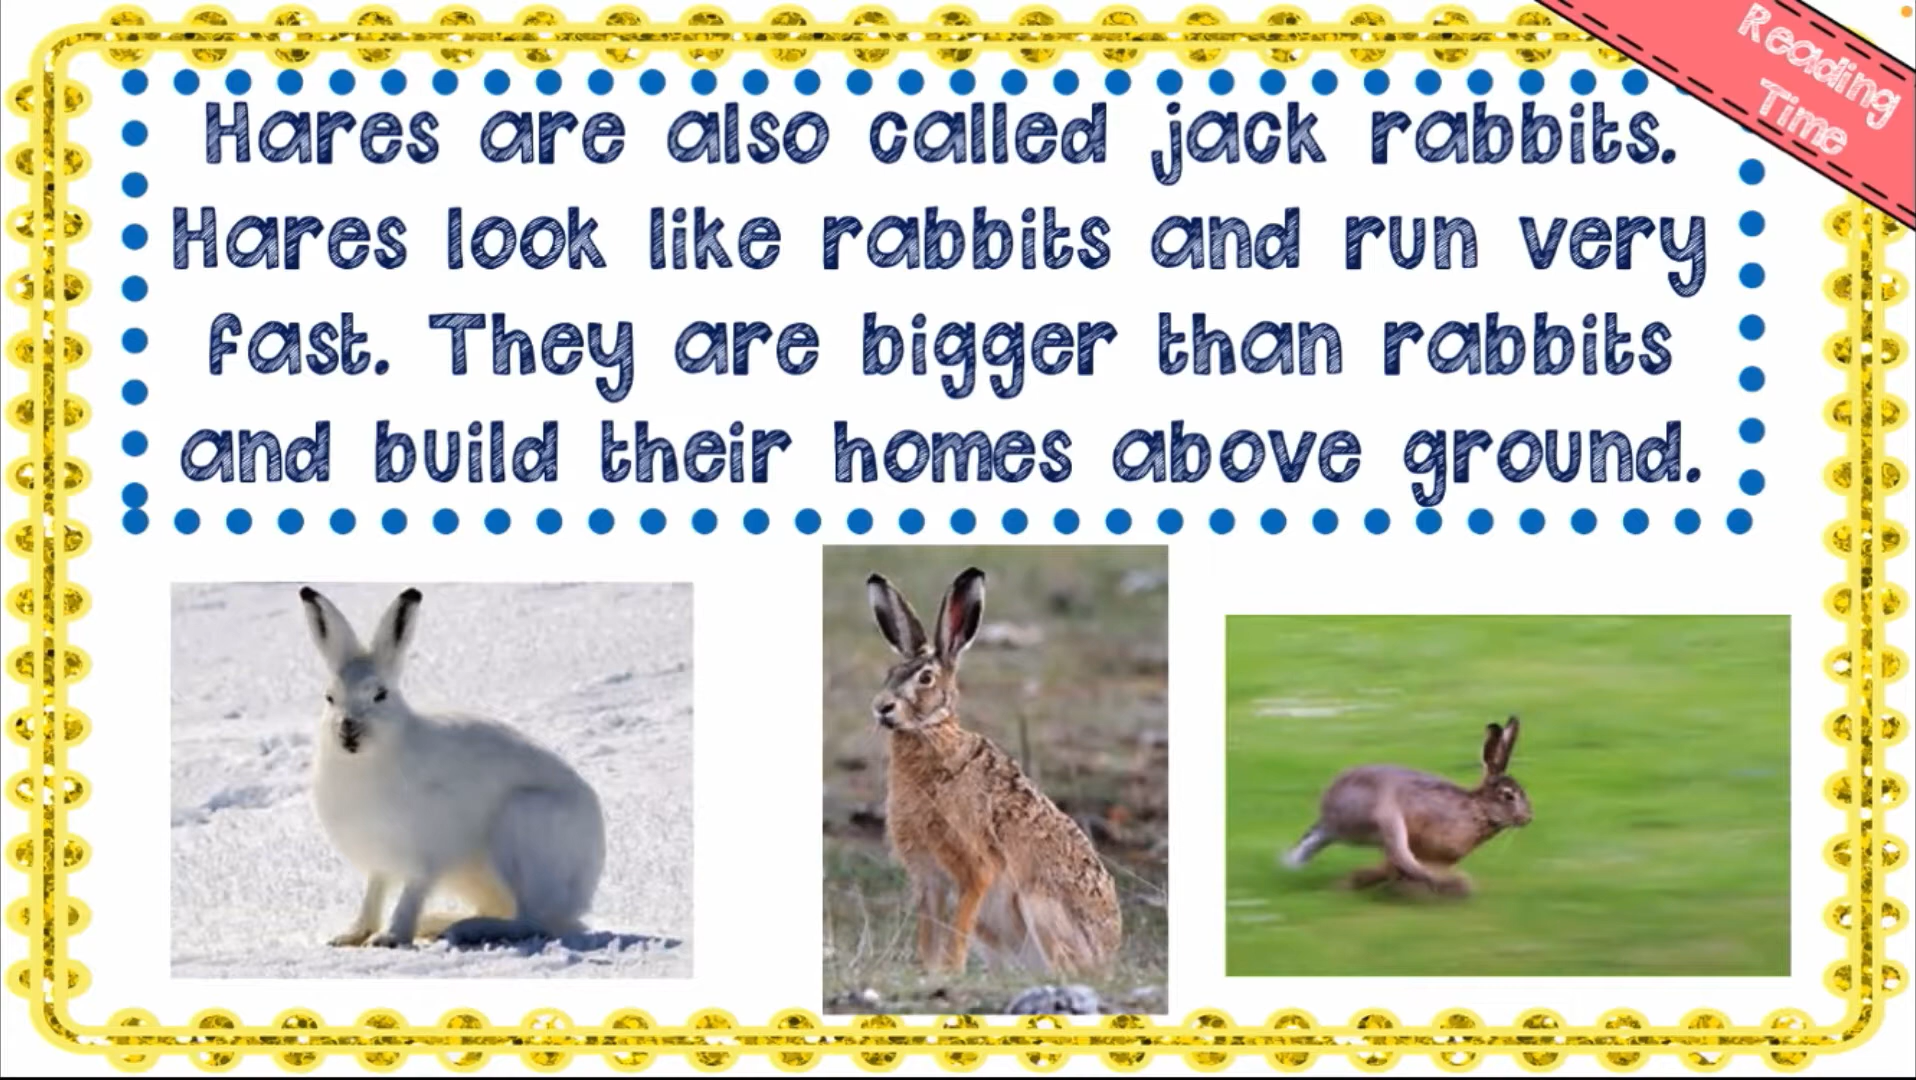 Reading
Time
Hares are also called jack rabbits.
Hares look like rabbits and run very
fast. They are bigger than rabbits
and build their homes above ground.